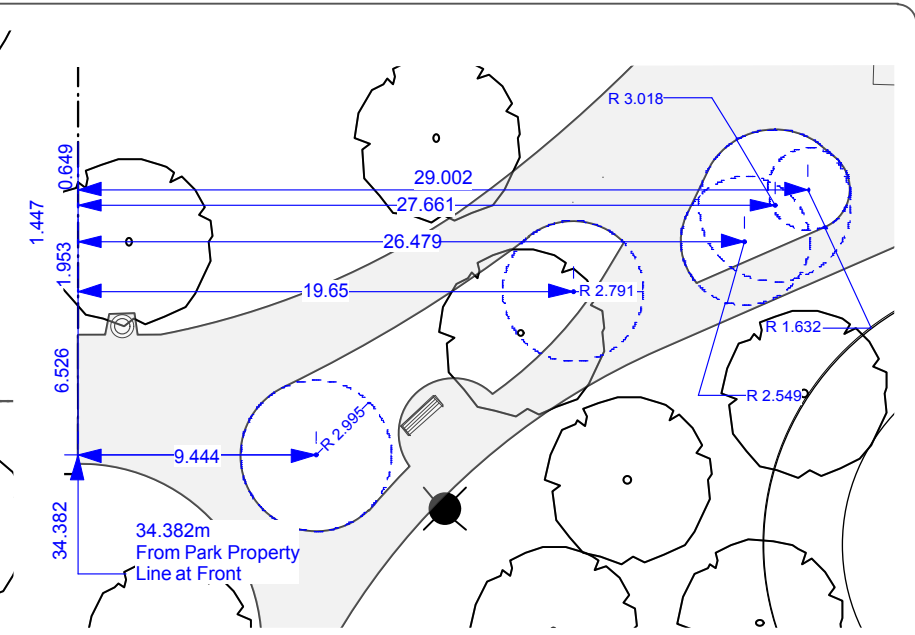 R 3.018
0.649
29.002
27.661
1.447
26.479
1.953
19.65
R 2.791
R 1.632
6.526
R 2.549
R 2.995
9.444
34.382
34.382m
From Park Property
Line at Front